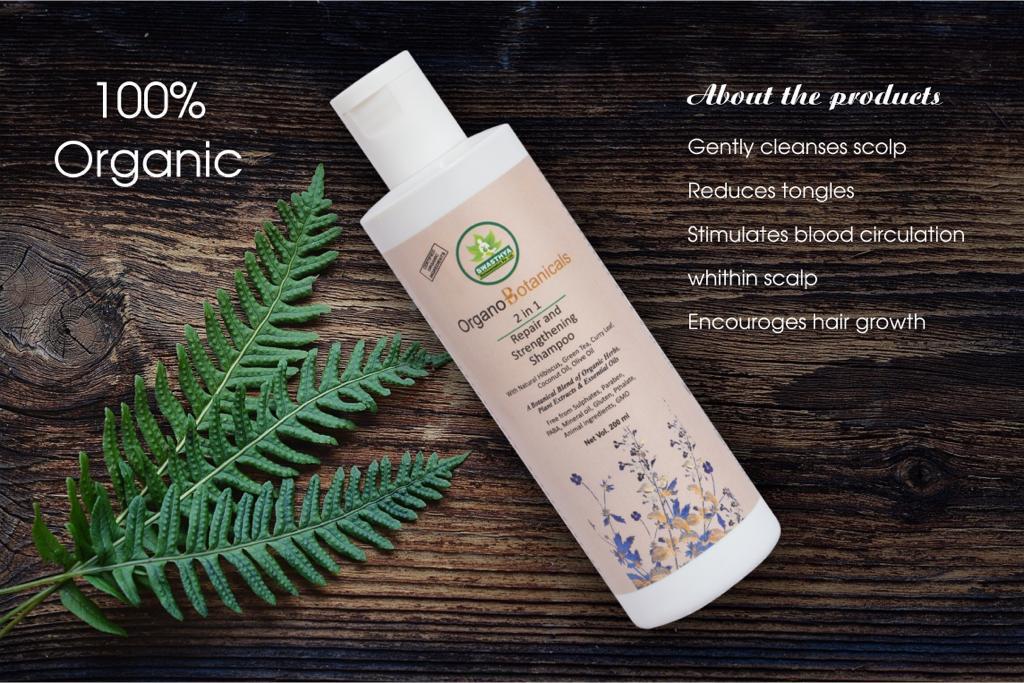 100%
Organic
About the products
Gently cleanses scolp
Reduces tongles
Stimulates blood circulation
whithin scalp
Encouroges hair growth
SWASTHYA
OrganoBotanicals
2 in 1
Repair and
Strengthening
Shampoo
With Natural Hibiscus, Green Tea, Curry Leaf,
Coconut Oil, Olive Oil
A Botanical Blend of Organic Herbs,
Plant Extracts & Essential Oils
Free from Sulphates, Paraben,
PABA, Mineral oil, Gluten, Pthalate,
Animal ingredients, GMO
Net Vol. 200 ml